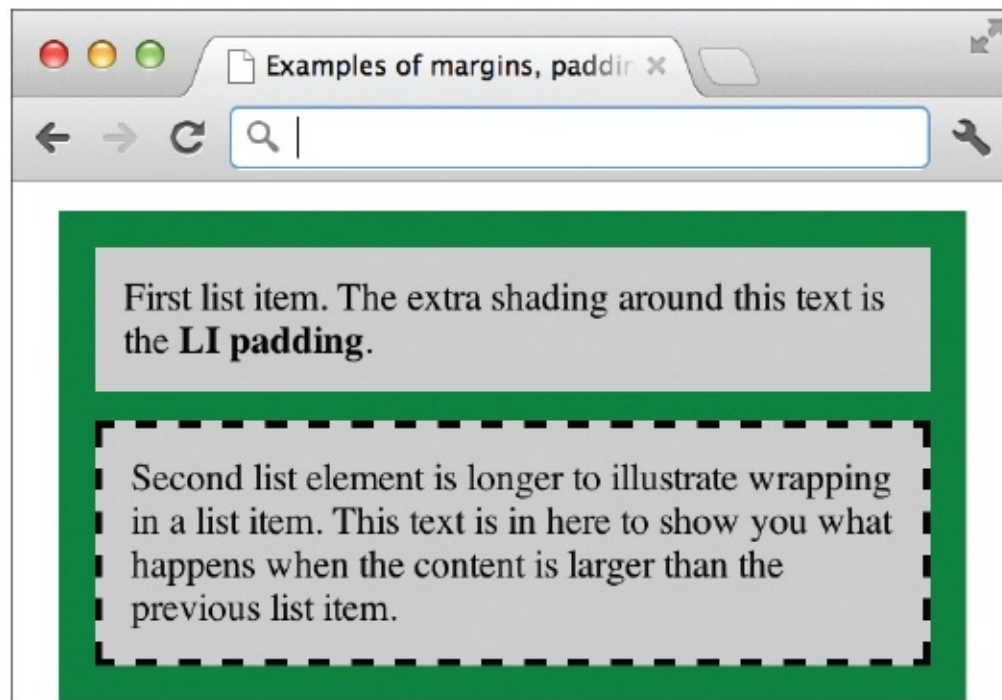 Examples of margins, paddin
First list item. The extra shading around this text is
the LI padding.
Second list element is longer to illustrate wrapping
in a list item. This text is in here to show you what
happens when the content is larger than the
previous list item.